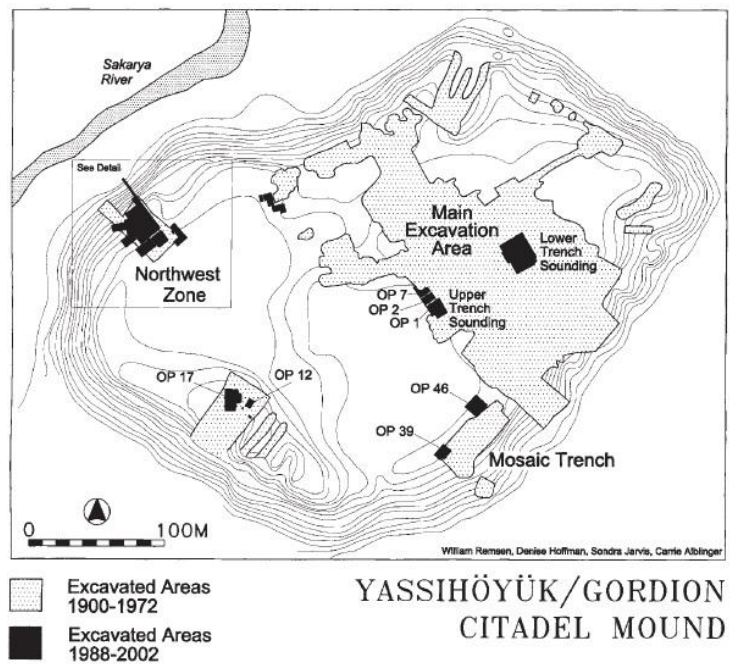 Sakarya
River
See Detail
Main
Excavation
Area
Lower
Trench
Sounding
Northwest
Zone
OP 7
OP 2
OP 1
Upper
Trench
Sounding
OP 17
OP 12
OP 46
OP 39
Mosaic Trench
0 100M
William Remsen, Denise Hoffman, Sondra Jarvis, Carrie Alblinger
Excavated Areas
1900-1972
Excavated Areas
1988-2002
YASSIHÖYÜK/GORDION
CITADEL MOUND